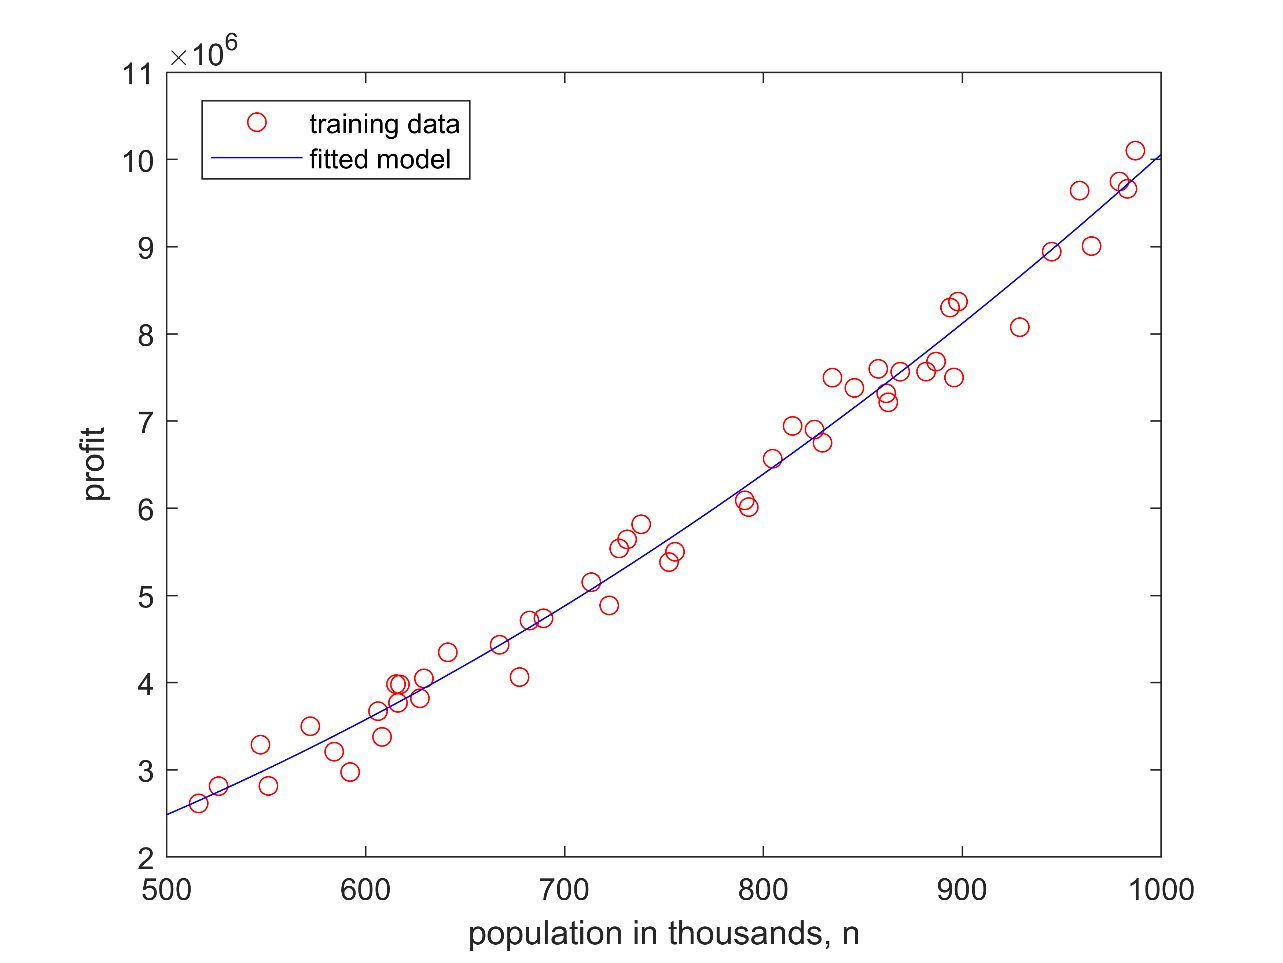 ×10^6
11
10
9
8
7
6
5
4
3
2
training data
fitted model
profit
500 600 700 800 900 1000
population in thousands, n